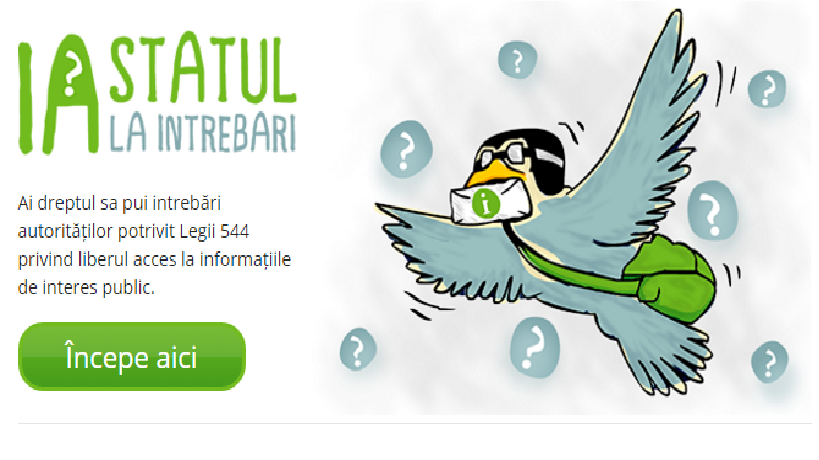 IA STATUL
LA INTREBARI
Ai dreptul sa pui intrebări
autorităților potrivit Legii 544
privind liberul acces la informațiile
de interes public.
Începe aici